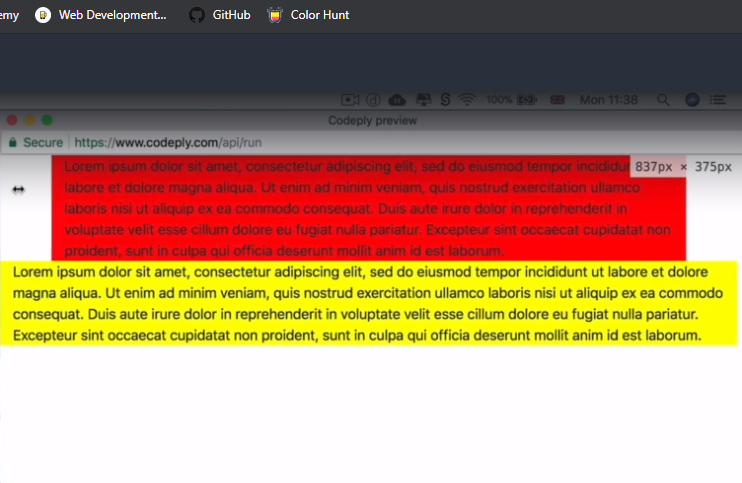 emy Web Development... GitHub Color Hunt
100% Mon 11:38
Codeply preview
Secure https://www.codeply.com/api/run
837px × 375px
Lorem ipsum dolor sit amet, consectetur adipiscing elit, sed do eiusmod tempor incididun
labore et dolore magna aliqua. Ut enim ad minim veniam, quis nostrud exercitation ullamco
laboris nisi ut aliquip ex ea commodo consequat. Duis aute irure dolor in reprehenderit in
voluptate velit esse cillum dolore eu fugiat nulla pariatur. Excepteur sint occaecat cupidatat non
proident, sunt in culpa qui officia deserunt mollit anim id est laborum.
Lorem ipsum dolor sit amet, consectetur adipiscing elit, sed do eiusmod tempor incididunt ut labore et dolore
magna aliqua. Ut enim ad minim veniam, quis nostrud exercitation ullamco laboris nisi ut aliquip ex ea commodo
consequat. Duis aute irure dolor in reprehenderit in voluptate velit esse cillum dolore eu fugiat nulla pariatur.
Excepteur sint occaecat cupidatat non proident, sunt in culpa qui officia deserunt mollit anim id est laborum.